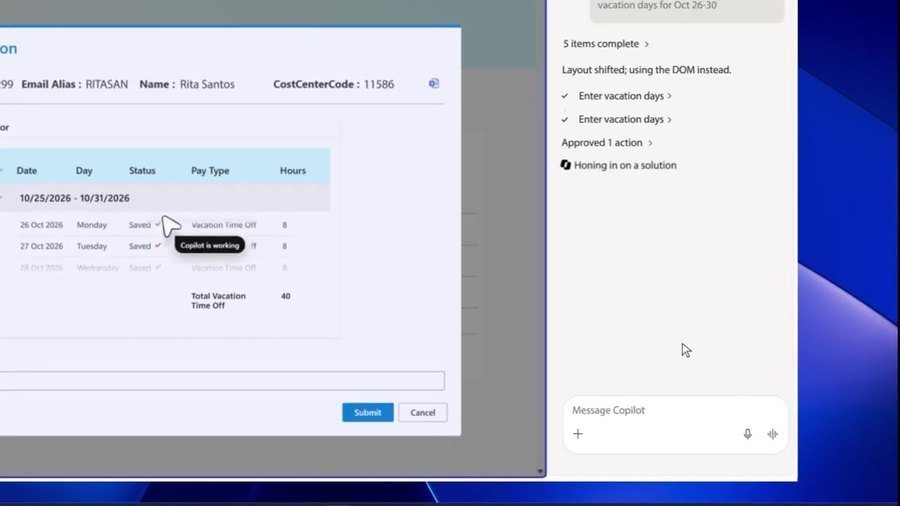 on
299 Email Alias : RITASAN Name : Rita Santos CostCenterCode : 11586
or
Date Day Status Pay Type Hours
10/25/2026 - 10/31/2026
26 Oct 2026 Monday Saved Vacation Time Off 8
27 Oct 2026 Tuesday Saved ff 8
Copilot is working
28 Oct 2026 Wednesday Saved Vacation Time Off 8
Total Vacation 40
Time Off
Submit Cancel
vacation days for Oct 26-30
5 items complete
Layout shifted; using the DOM instead.
Enter vacation days
Enter vacation days
Approved 1 action
Honing in on a solution
Message Copilot